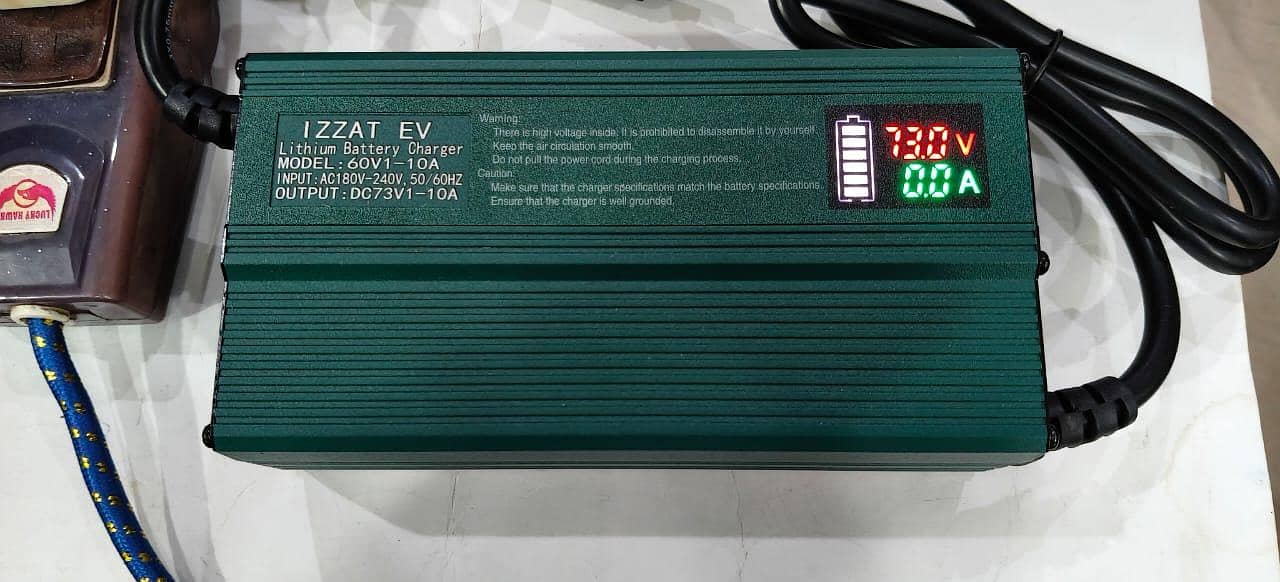 IZZAT EV
Lithium Battery Charger
MODEL:60V1-10A
INPUT:AC180V-240V,50/60HZ
OUTPUT:DC73V1-10A
Warning:
There is high voltage inside, It is prohibited to disassemble it by yourself.
Keep the air circulation smooth,
Do not pull the power cord during the charging process,
Caution:
Make sure that the charger specifications match the battery specifications,
Ensure that the charger is well grounded,
73.0 V
0.0 A
LUCKY HAWK